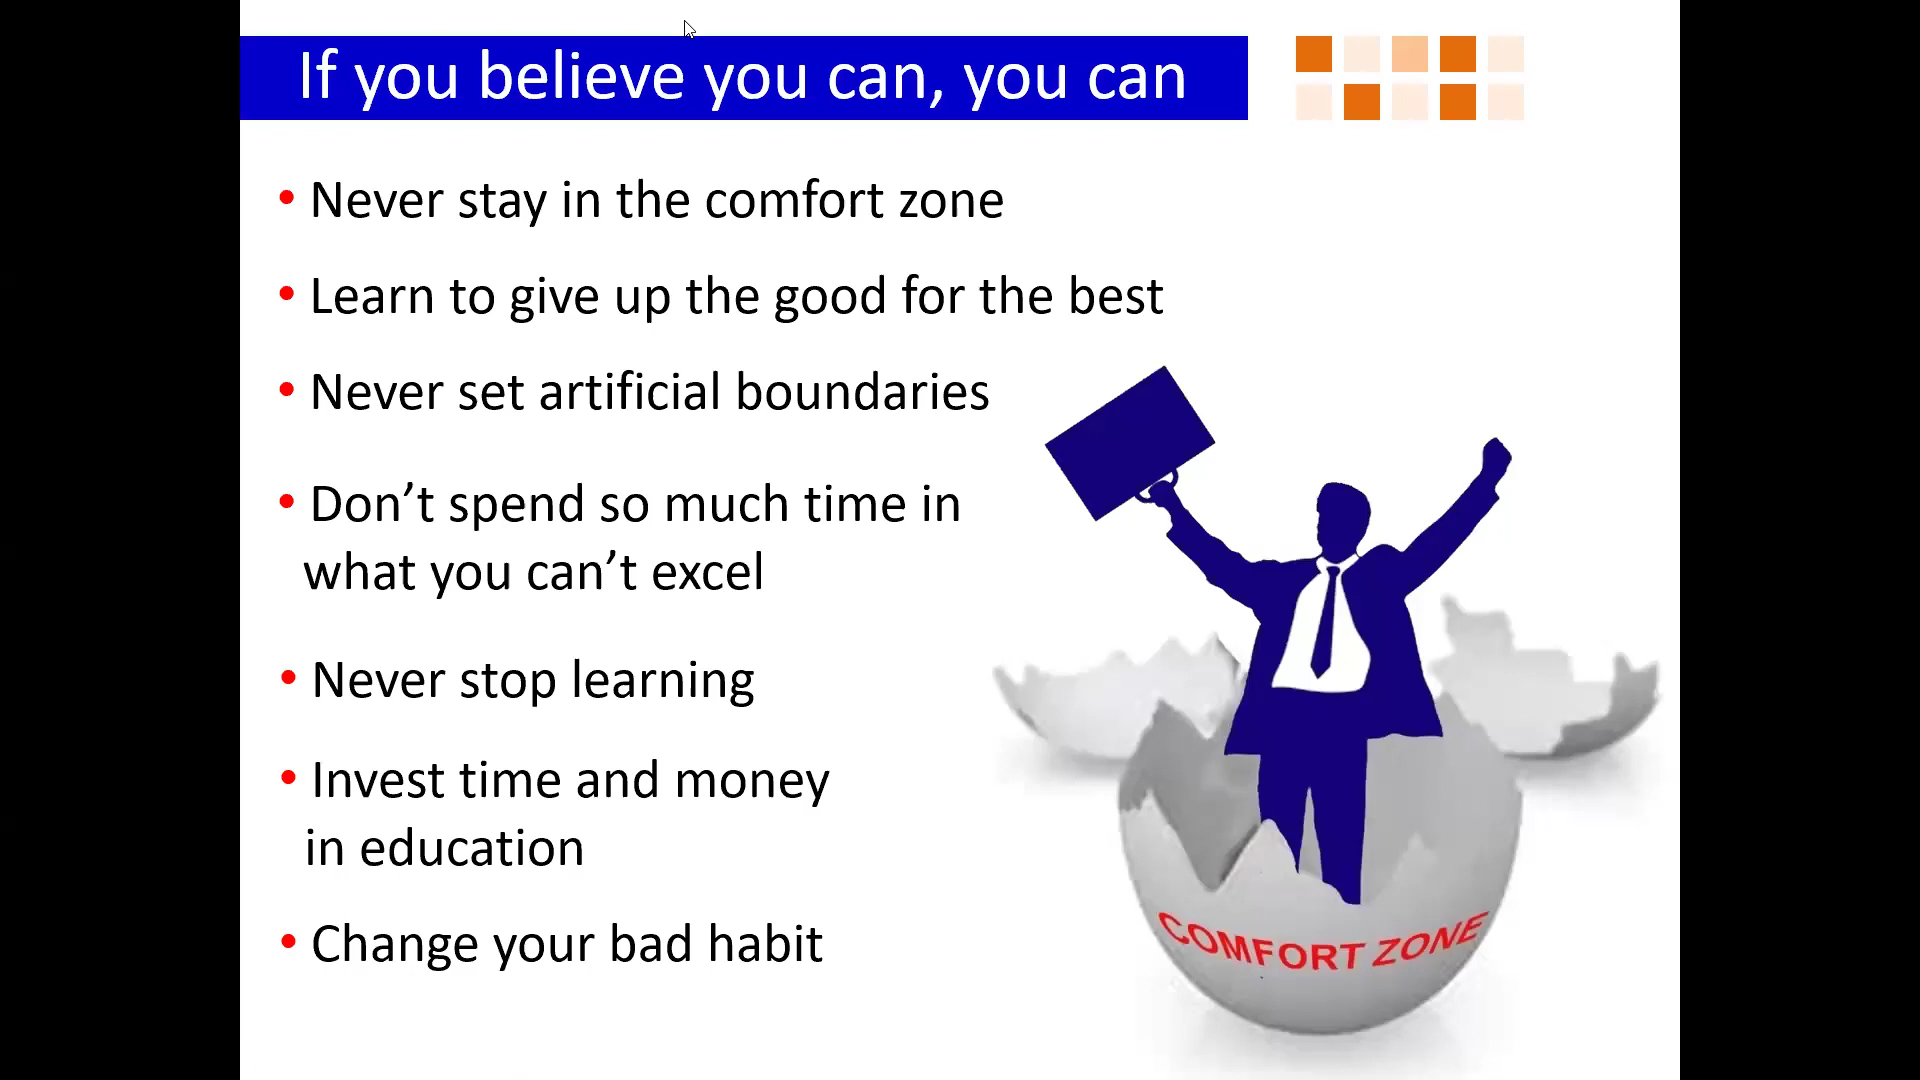 If you believe you can, you can
• Never stay in the comfort zone
• Learn to give up the good for the best
• Never set artificial boundaries
• Don’t spend so much time in
what you can’t excel
• Never stop learning
• Invest time and money
in education
• Change your bad habit
COMFORT ZONE